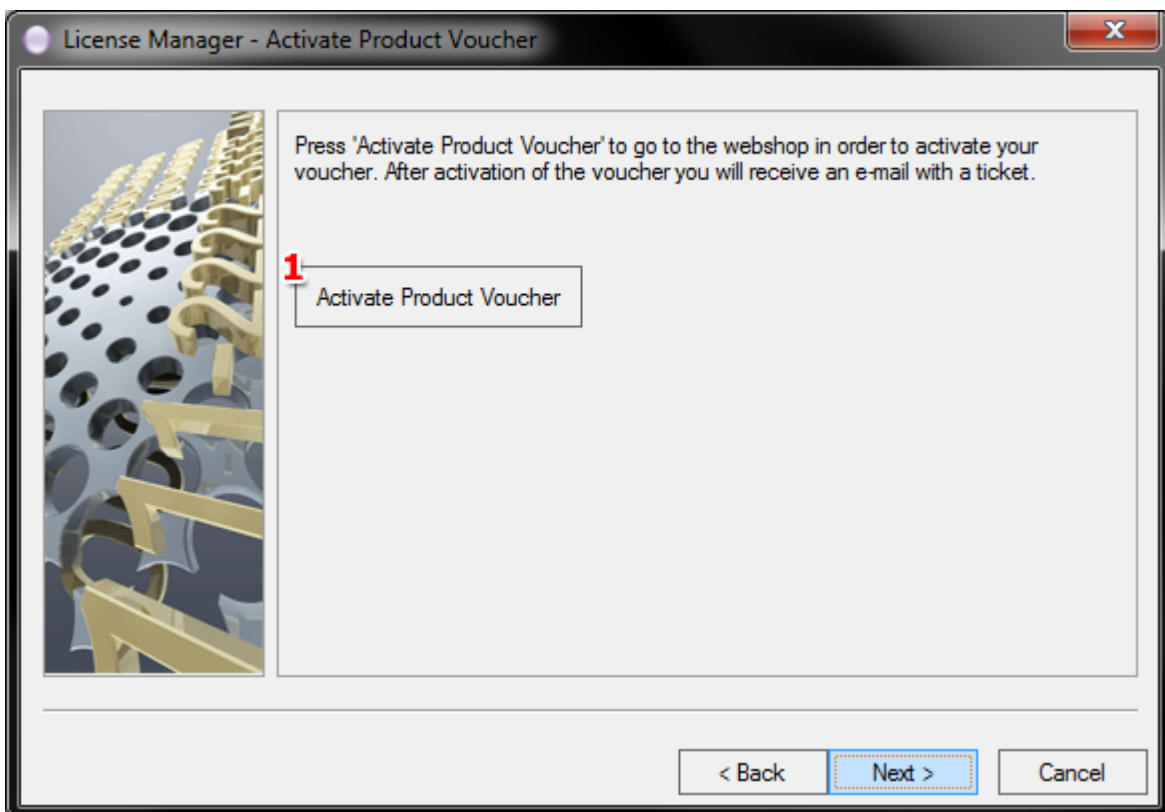 License Manager - Activate Product Voucher
x
Press 'Activate Product Voucher' to go to the webshop in order to activate your
voucher. After activation of the voucher you will receive an e-mail with a ticket.
1
Activate Product Voucher
< Back
Next >
Cancel